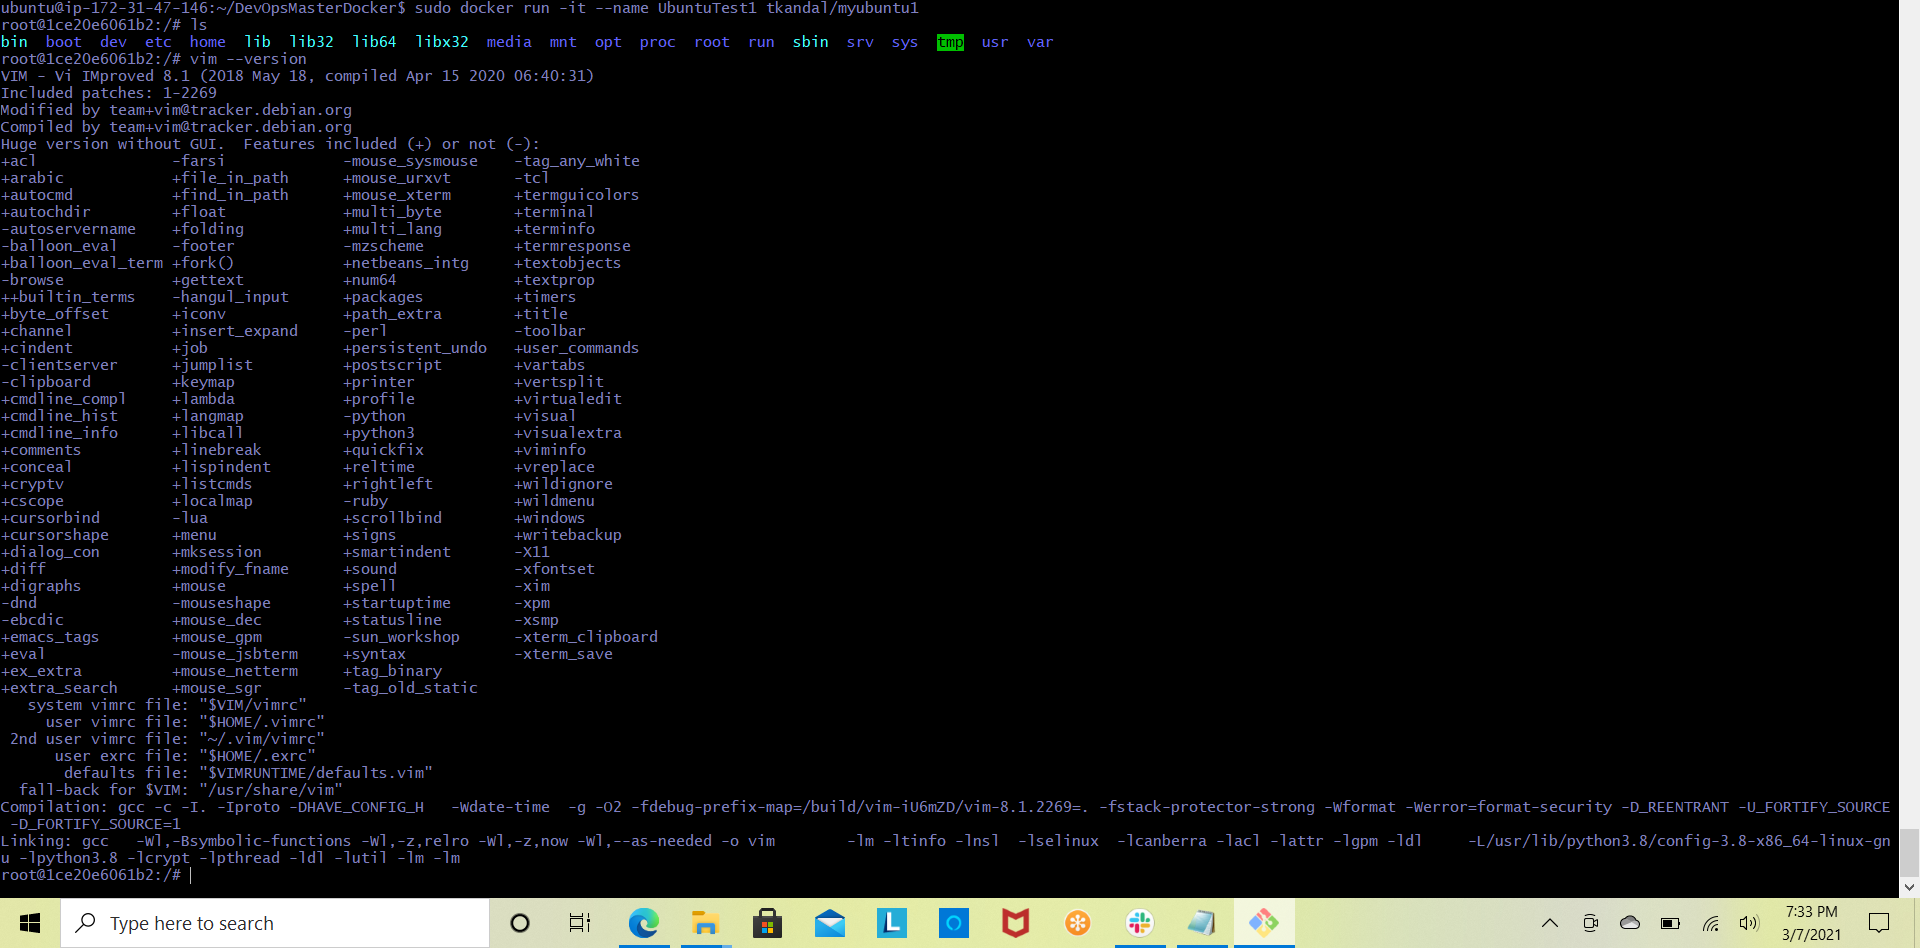 ubuntu@ip-172-31-47-146:~/DevOpsMasterDocker$ sudo docker run -it --name UbuntuTest1 tkandal/myubuntu1
root@1ce20e6061b2:/# ls
bin  boot  dev  etc  home  lib  lib32  lib64  libx32  media  mnt  opt  proc  root  run  sbin  srv  sys  tmp  usr  var
root@1ce20e6061b2:/# vim --version
VIM - Vi IMproved 8.1 (2018 May 18, compiled Apr 15 2020 06:40:31)
Included patches: 1-2269
Modified by team+vim@tracker.debian.org
Compiled by team+vim@tracker.debian.org
Huge version without GUI.  Features included (+) or not (-):
+acl               -farsi             -mouse_sysmouse    -tag_any_white
+arabic            +file_in_path      +mouse_urxvt       -tcl
+autocmd           +find_in_path      +mouse_xterm       +termguicolors
+autochdir         +float             +multi_byte        +terminal
-autoservername    +folding           +multi_lang        +terminfo
-balloon_eval      -footer            -mzscheme          +termresponse
+balloon_eval_term +fork()            +netbeans_intg     +textobjects
-browse            +gettext           +num64             +textprop
++builtin_terms    -hangul_input      +packages          +timers
+byte_offset       +iconv             +path_extra        +title
+channel           +insert_expand     -perl              -toolbar
+cindent           +job               +persistent_undo   +user_commands
-clientserver      +jumplist          +postscript        +vartabs
-clipboard         +keymap            +printer           +vertsplit
+cmdline_compl     +lambda            +profile           +virtualedit
+cmdline_hist      +langmap           -python            +visual
+cmdline_info      +libcall           +python3           +visualextra
+comments          +linebreak         +quickfix          +viminfo
+conceal           +lispindent        +reltime           +vreplace
+cryptv            +listcmds          +rightleft         +wildignore
+cscope            +localmap          -ruby              +wildmenu
+cursorbind        -lua               +scrollbind        +windows
+cursorshape       +menu              +signs             +writebackup
+dialog_con        +mksession         +smartindent       -X11
+diff              +modify_fname      +sound             -xfontset
+digraphs          +mouse             +spell             -xim
-dnd               -mouseshape        +startuptime       -xpm
-ebcdic            +mouse_dec         +statusline        -xsmp
+emacs_tags        +mouse_gpm         -sun_workshop      -xterm_clipboard
+eval              -mouse_jsbterm     +syntax            -xterm_save
+ex_extra          +mouse_netterm     +tag_binary
+extra_search      +mouse_sgr         -tag_old_static
system vimrc file: "$VIM/vimrc"
user vimrc file: "$HOME/.vimrc"
2nd user vimrc file: "~/.vim/vimrc"
user exrc file: "$HOME/.exrc"
defaults file: "$VIMRUNTIME/defaults.vim"
fall-back for $VIM: "/usr/share/vim"
Compilation: gcc -c -I. -Iproto -DHAVE_CONFIG_H   -Wdate-time  -g -O2 -fdebug-prefix-map=/build/vim-iU6mZD/vim-8.1.2269=. -fstack-protector-strong -Wformat -Werror=format-security -D_REENTRANT -U_FORTIFY_SOURCE
-D_FORTIFY_SOURCE=1
Linking: gcc   -Wl,-Bsymbolic-functions -Wl,-z,relro -Wl,-z,now -Wl,--as-needed -o vim        -lm -ltinfo -lnsl  -lselinux  -lcanberra -lacl -lattr -lgpm -ldl     -L/usr/lib/python3.8/config-3.8-x86_64-linux-gn
u -lpython3.8 -lcrypt -lpthread -ldl -lutil -lm -lm
root@1ce20e6061b2:/#
Type here to search
L
7:33 PM
3/7/2021